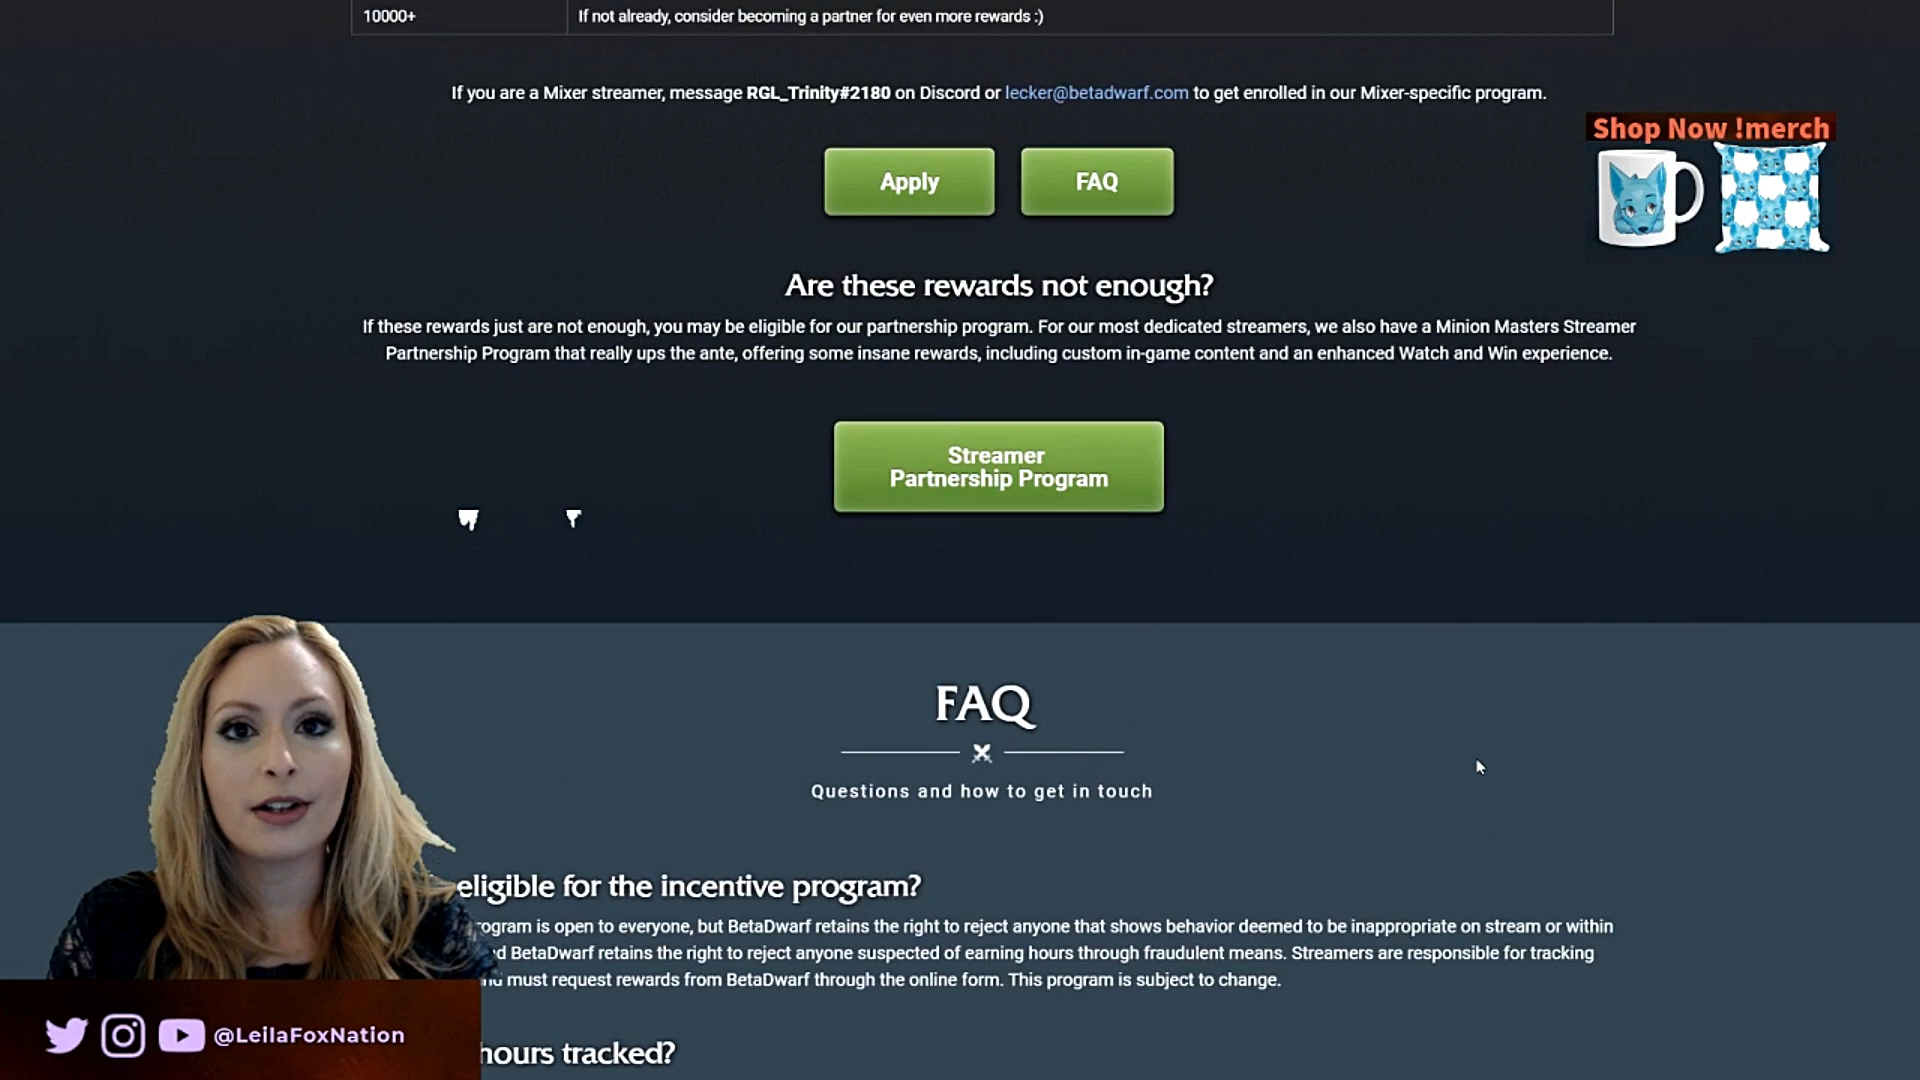 10000+ If not already, consider becoming a partner for even more rewards :)
If you are a Mixer streamer, message RGL_Trinity#2180 on Discord or lecker@betadwarf.com to get enrolled in our Mixer-specific program.
Shop Now !merch
Apply FAQ
Are these rewards not enough?
If these rewards just are not enough, you may be eligible for our partnership program. For our most dedicated streamers, we also have a Minion Masters Streamer
Partnership Program that really ups the ante, offering some insane rewards, including custom in-game content and an enhanced Watch and Win experience.
Streamer
Partnership Program
FAQ
Questions and how to get in touch
eligible for the incentive program?
rogram is open to everyone, but BetaDwarf retains the right to reject anyone that shows behavior deemed to be inappropriate on stream or within
d BetaDwarf retains the right to reject anyone suspected of earning hours through fraudulent means. Streamers are responsible for tracking
must request rewards from BetaDwarf through the online form. This program is subject to change.
@LeilaFoxNation
hours tracked?